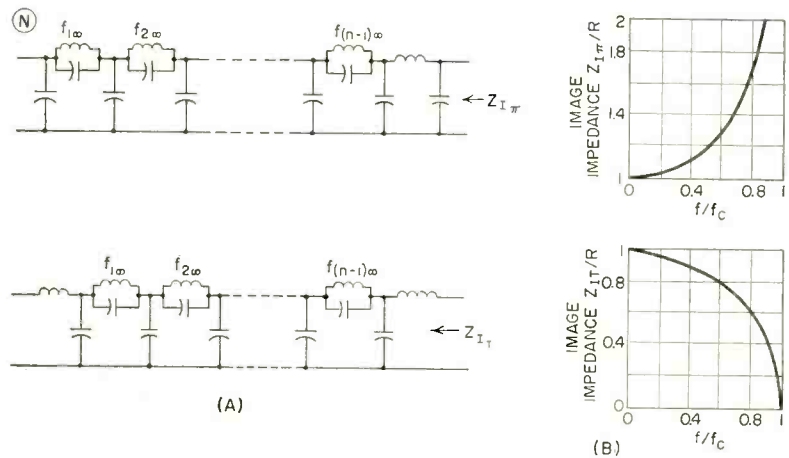 N
f1∞
f2∞
f(n-1)∞
←ZIπ
f1∞
f2∞
f(n-1)∞
←ZIT
(A)
IMAGE
IMPEDANCE ZIπ/R
2
1.8
1.4
1
0
0.4
0.8
1
f/fc
IMAGE
IMPEDANCE ZIT/R
1
0.8
0.4
0
0
0.4
0.8
1
f/fc
(B)